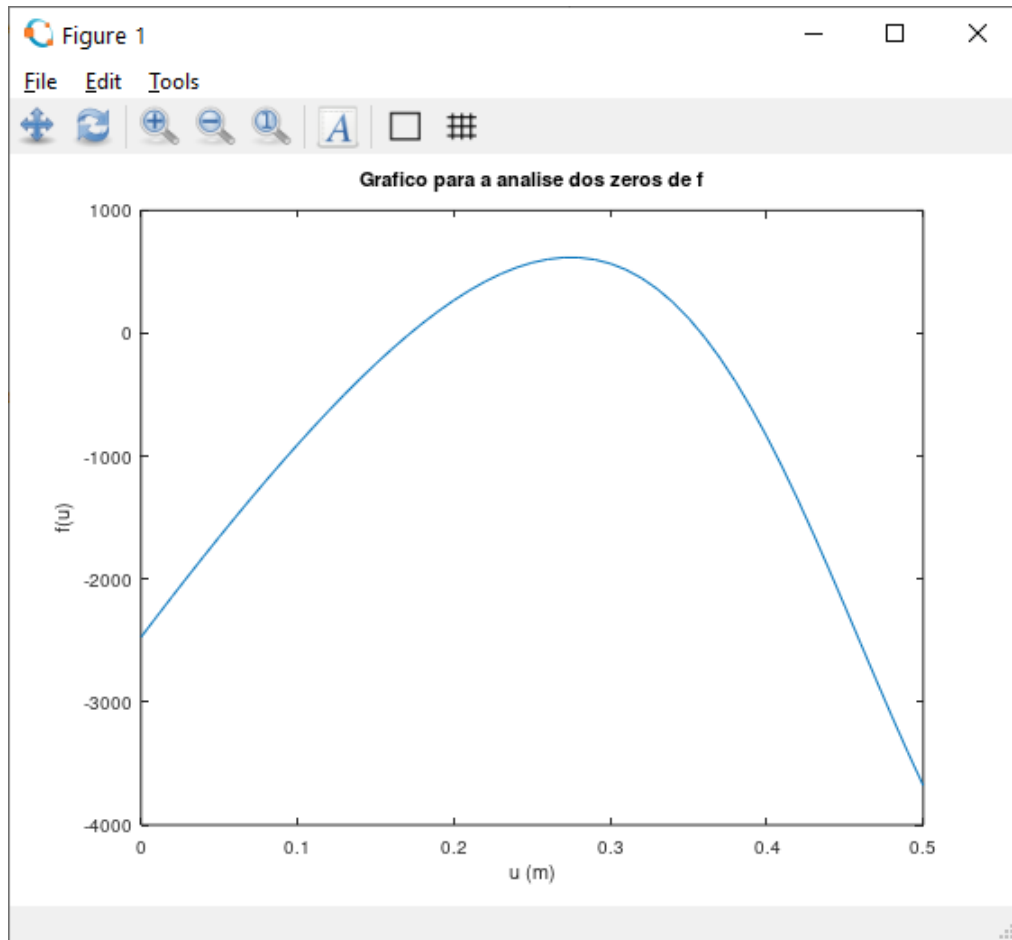 Figure 1
File Edit Tools
A
Grafico para a analise dos zeros de f
1000
0
-1000
-2000
-3000
-4000
f(u)
0 0.1 0.2 0.3 0.4 0.5
u (m)